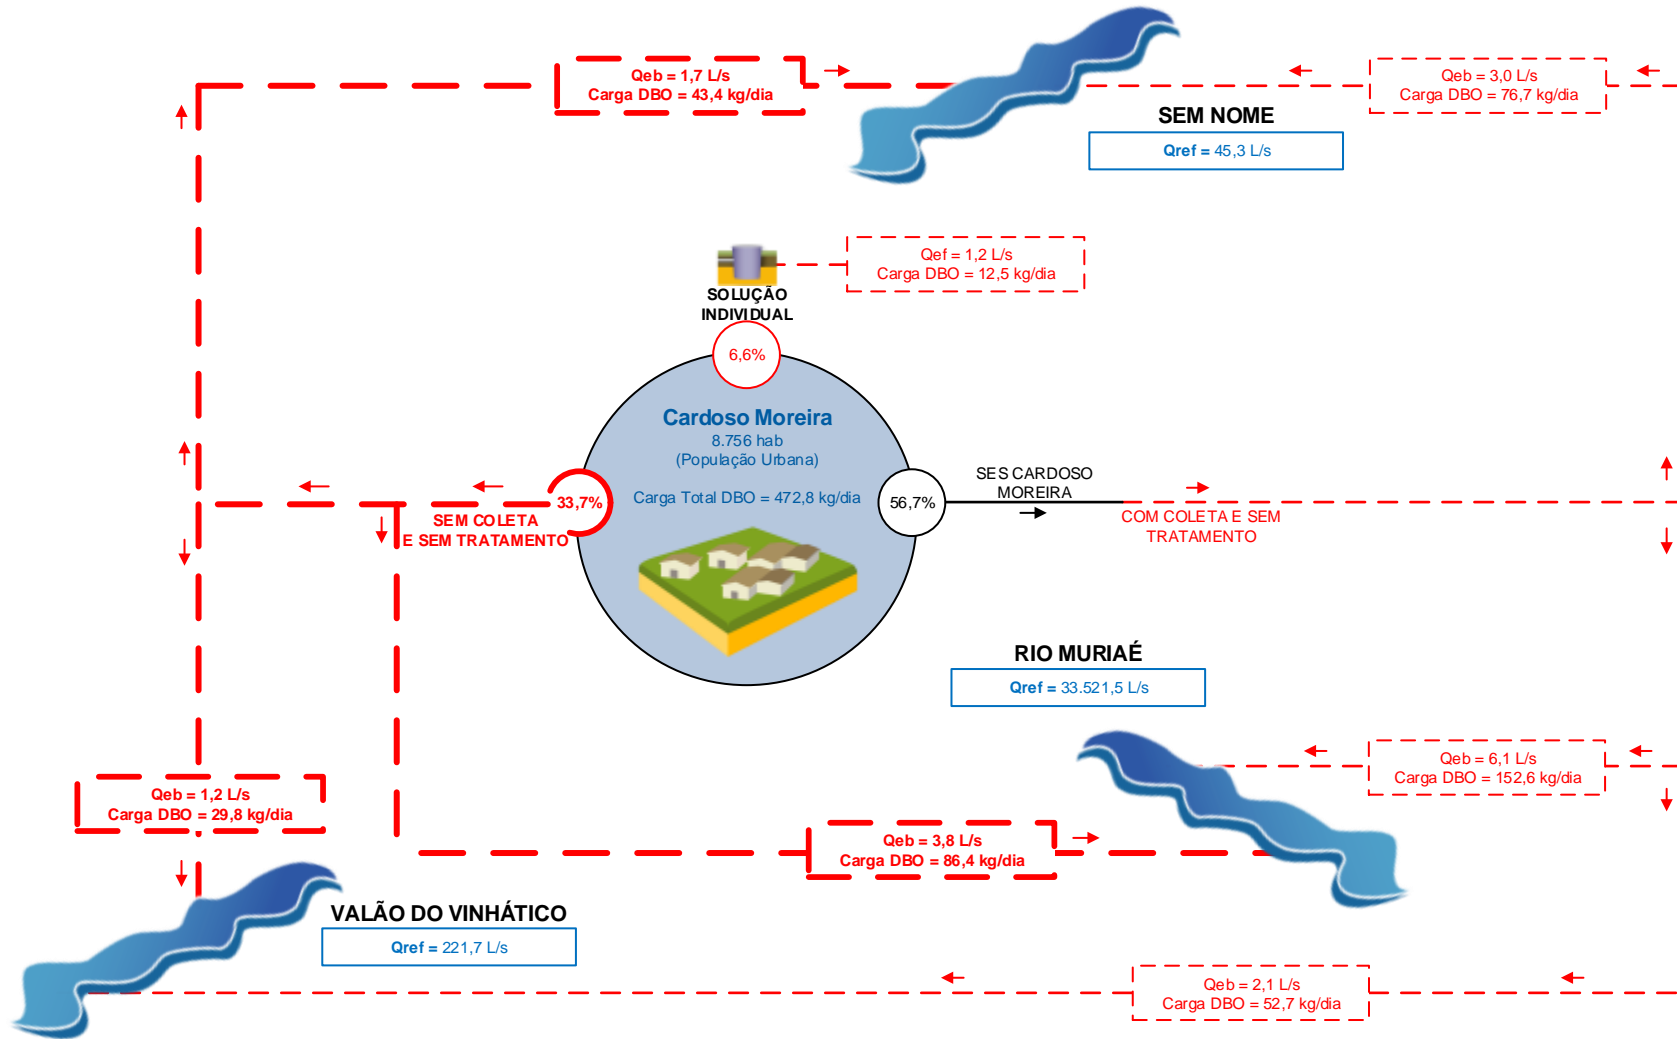 Qeb = 1,7 L/s
Carga DBO = 43,4 kg/dia
Qeb = 3,0 L/s
Carga DBO = 76,7 kg/dia
SEM NOME
Qref = 45,3 L/s
Qef = 1,2 L/s
Carga DBO = 12,5 kg/dia
SOLUÇÃO
INDIVIDUAL
6,6%
Cardoso Moreira
8.756 hab
(População Urbana)
Carga Total DBO = 472,8 kg/dia
33,7%
SEM COLETA
E SEM TRATAMENTO
56,7%
SES CARDOSO
MOREIRA
COM COLETA E SEM
TRATAMENTO
RIO MURIAÉ
Qref = 33.521,5 L/s
Qeb = 6,1 L/s
Carga DBO = 152,6 kg/dia
Qeb = 1,2 L/s
Carga DBO = 29,8 kg/dia
Qeb = 3,8 L/s
Carga DBO = 86,4 kg/dia
VALÃO DO VINHÁTICO
Qref = 221,7 L/s
Qeb = 2,1 L/s
Carga DBO = 52,7 kg/dia